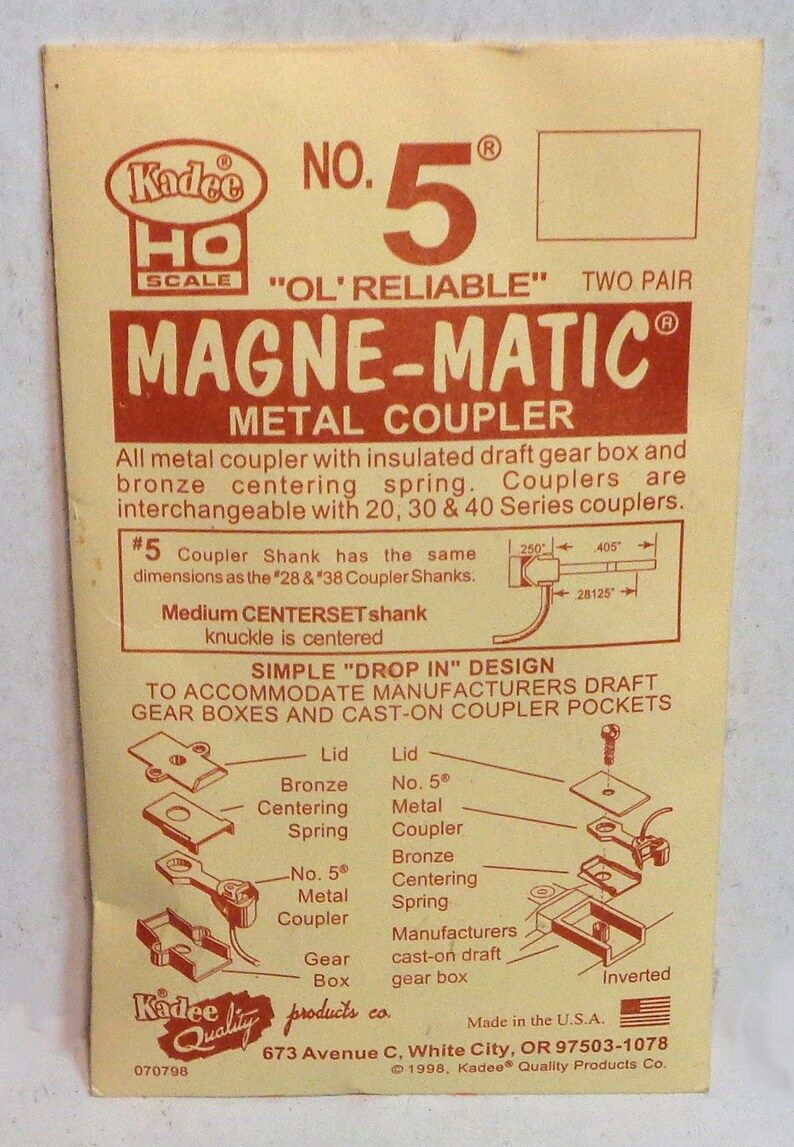 Kadee®
HO
SCALE
NO. 5®
"OL' RELIABLE"
TWO PAIR
MAGNE-MATIC®
METAL COUPLER
All metal coupler with insulated draft gear box and
bronze centering spring. Couplers are
interchangeable with 20, 30 & 40 Series couplers.
#5 Coupler Shank has the same
dimensions as the #28 & #38 Coupler Shanks.
Medium CENTERSET shank
knuckle is centered
.250"
.405"
.28125"
SIMPLE "DROP IN" DESIGN
TO ACCOMMODATE MANUFACTURERS DRAFT
GEAR BOXES AND CAST-ON COUPLER POCKETS
Lid
Bronze
Centering
Spring
No. 5®
Metal
Coupler
Gear
Box
Lid
No. 5®
Metal
Coupler
Bronze
Centering
Spring
Manufacturers
cast-on draft
gear box
Inverted
Kadee®
Quality
products co.
Made in the U.S.A.
673 Avenue C, White City, OR 97503-1078
070798
© 1998, Kadee® Quality Products Co.